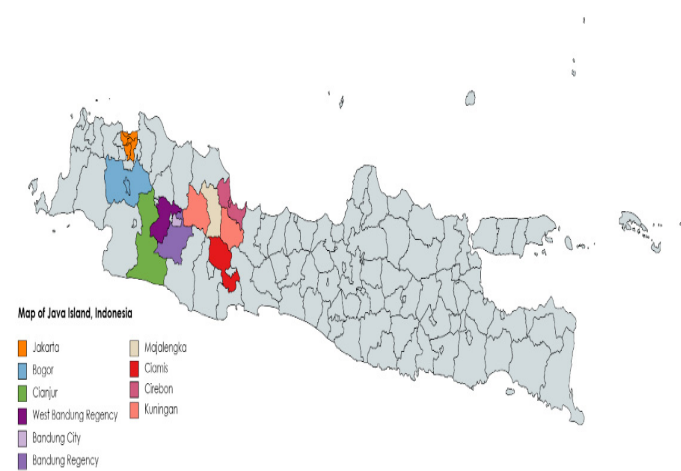 Map of Java Island, Indonesia
Jakarta
Bogor
Cianjur
West Bandung Regency
Bandung City
Bandung Regency
Majalengka
Ciamis
Cirebon
Kuningan